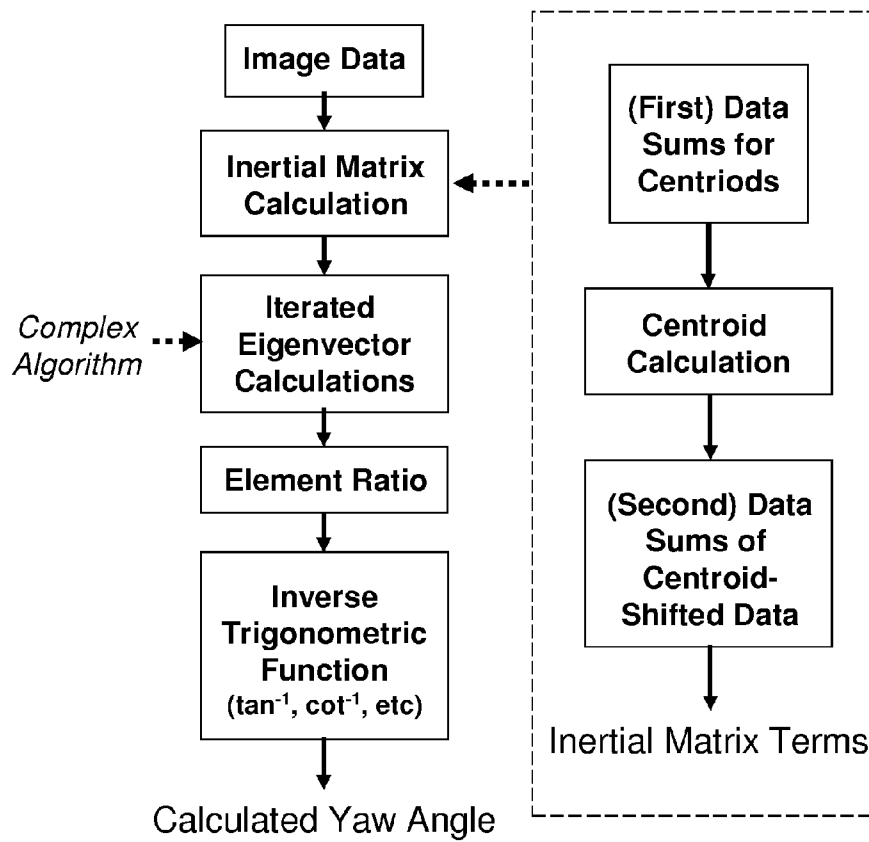 Image Data
Inertial Matrix
Calculation
Complex
Algorithm
Iterated
Eigenvector
Calculations
Element Ratio
Inverse
Trigonometric
Function
(tan⁻¹, cot⁻¹, etc)
Calculated Yaw Angle
(First) Data
Sums for
Centriods
Centroid
Calculation
(Second) Data
Sums of
Centroid-
Shifted Data
Inertial Matrix Terms